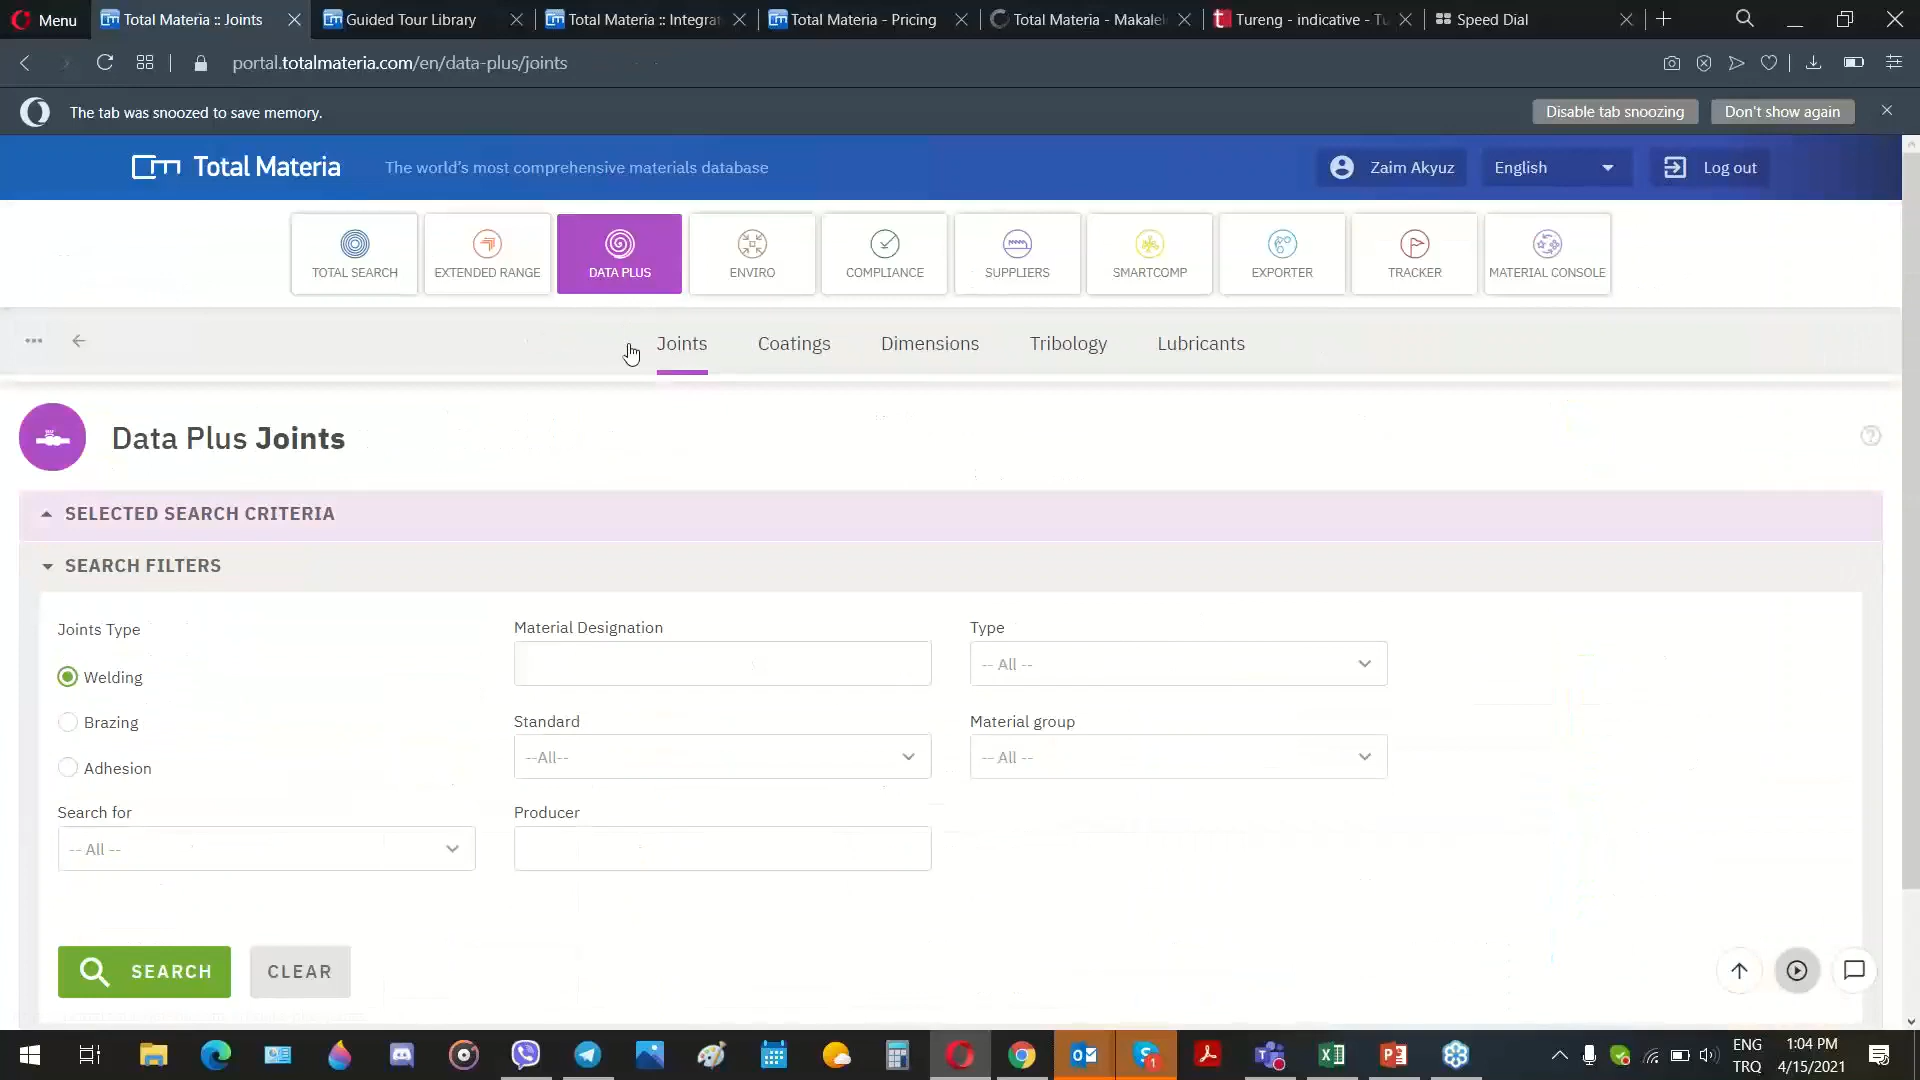 Menu
Total Materia :: Joints
Guided Tour Library
Total Materia :: Integrat
Total Materia - Pricing
Total Materia - Makalele
Tureng - indicative - Tu
Speed Dial
portal.totalmateria.com/en/data-plus/joints
The tab was snoozed to save memory.
Disable tab snoozing
Don't show again
Total Materia
The world's most comprehensive materials database
Zaim Akyuz
English
Log out
TOTAL SEARCH
EXTENDED RANGE
DATA PLUS
ENVIRO
COMPLIANCE
SUPPLIERS
SMARTCOMP
EXPORTER
TRACKER
MATERIAL CONSOLE
Joints
Coatings
Dimensions
Tribology
Lubricants
Data Plus Joints
SELECTED SEARCH CRITERIA
SEARCH FILTERS
Joints Type
Welding
Brazing
Adhesion
Search for
-- All --
Material Designation
Standard
--All--
Producer
Type
-- All --
Material group
-- All --
SEARCH
CLEAR
ENG
TRQ
1:04 PM
4/15/2021